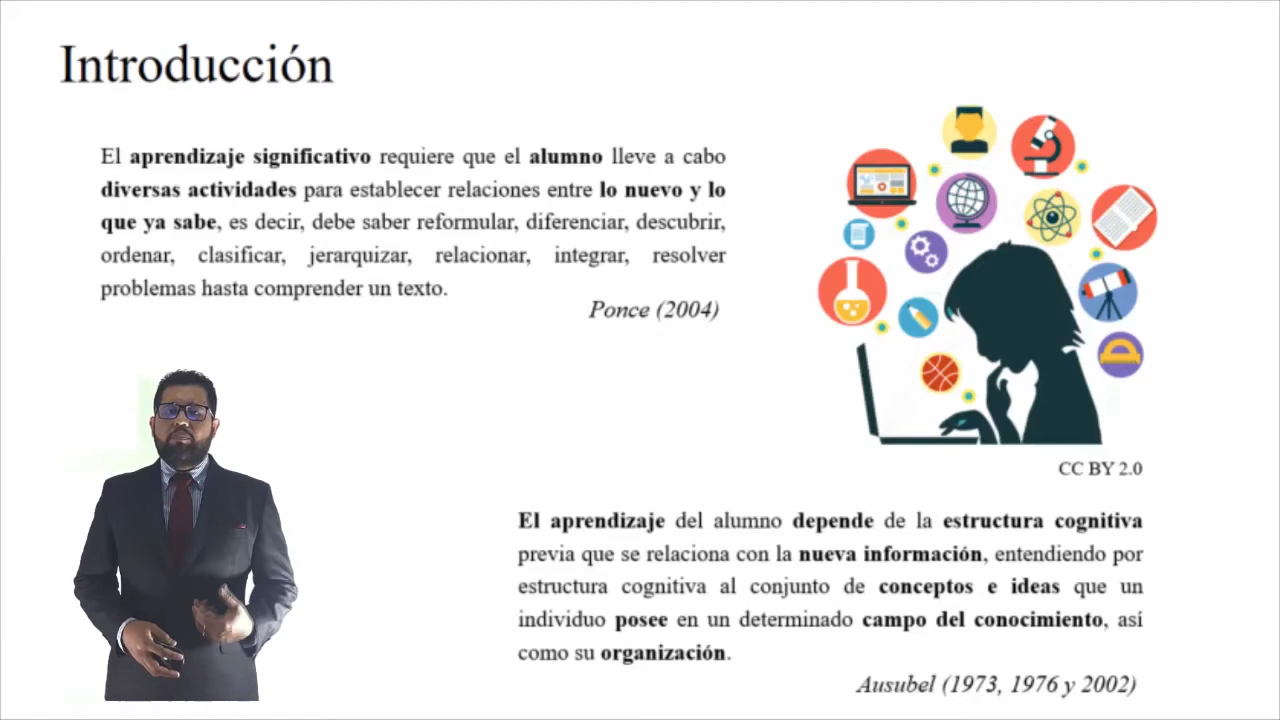 Introducción
El aprendizaje significativo requiere que el alumno lleve a cabo
diversas actividades para establecer relaciones entre lo nuevo y lo
que ya sabe, es decir, debe saber reformular, diferenciar, descubrir,
ordenar, clasificar, jerarquizar, relacionar, integrar, resolver
problemas hasta comprender un texto.
Ponce (2004)
CC BY 2.0
El aprendizaje del alumno depende de la estructura cognitiva
previa que se relaciona con la nueva información, entendiendo por
estructura cognitiva al conjunto de conceptos e ideas que un
individuo posee en un determinado campo del conocimiento, así
como su organización.
Ausubel (1973, 1976 y 2002)